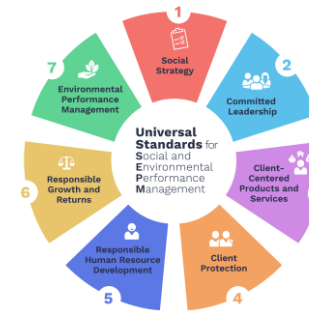 1
Social
Strategy
2
Committed
Leadership
Client-
Centered
Products and
Services
4
Client
Protection
5
Responsible
Human Resource
Development
6
Responsible
Growth and
Returns
7
Environmental
Performance
Management
Universal
Standards for
Social and
Environmental
Performance
Management